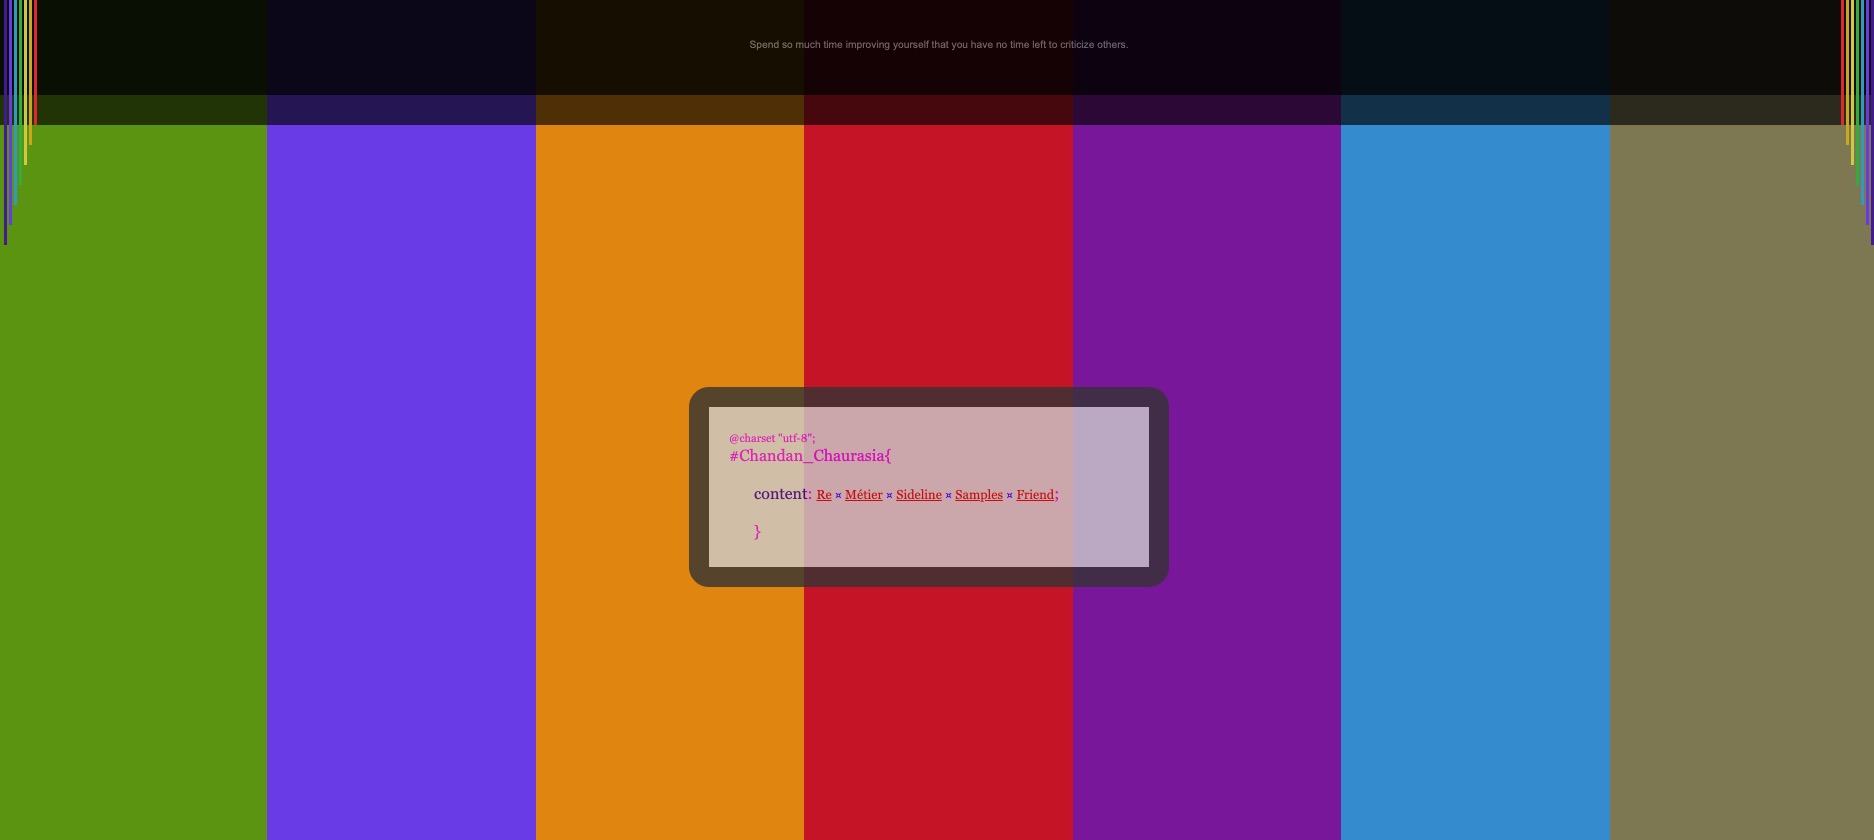 Spend so much time improving yourself that you have no time left to criticize others.
@charset "utf-8";
#Chandan_Chaurasia{
content: Re × Métier × Sideline × Samples × Friend;
}